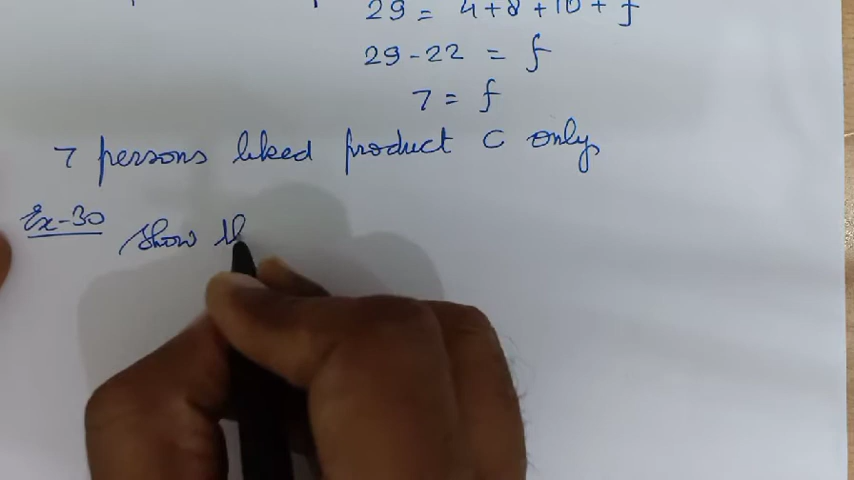 29 = 4+8+10+f
29-22 = f
7 = f
7 persons liked product C only
Ex-30 Show